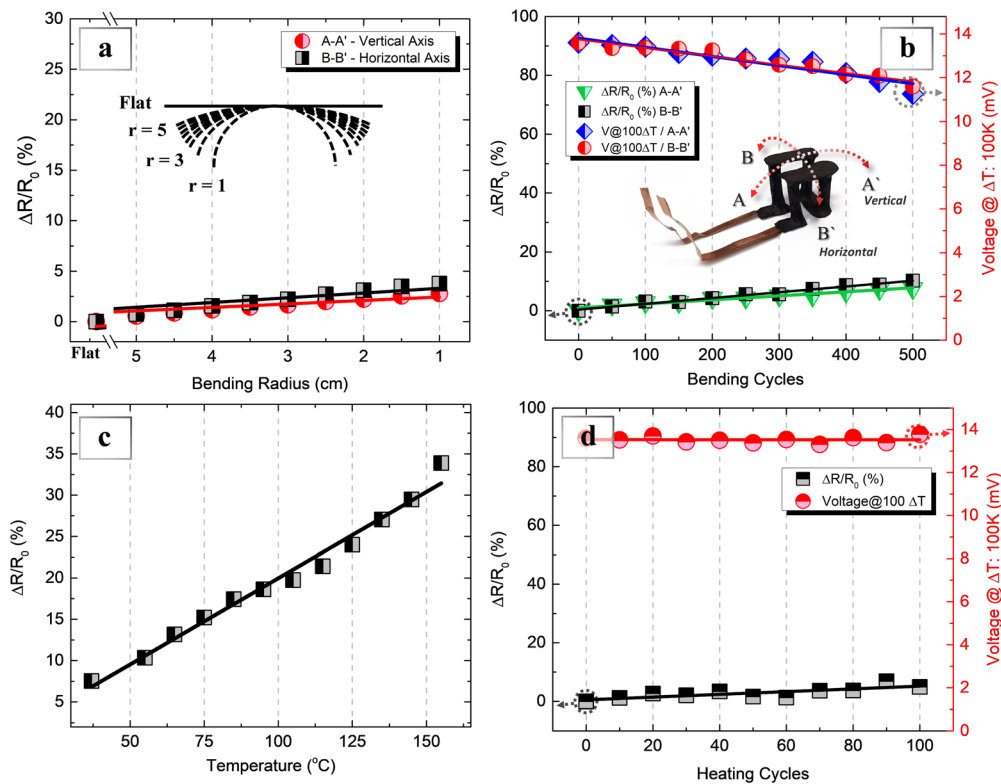 a
A-A' - Vertical Axis
B-B' - Horizontal Axis
Flat
r = 5
r = 3
r = 1
30
25
20
15
10
5
0
ΔR/R₀ (%)
Flat
5
4
3
2
1
Bending Radius (cm)
b
ΔR/R₀ (%) A-A'
ΔR/R₀ (%) B-B'
V@100ΔT / A-A'
V@100ΔT / B-B'
B
A
A`
Vertical
B`
Horizontal
100
80
60
40
20
0
ΔR/R₀ (%)
14
12
10
8
6
4
2
0
Voltage @ ΔT: 100K (mV)
0
100
200
300
400
500
Bending Cycles
c
40
35
30
25
20
15
10
5
ΔR/R₀ (%)
50
75
100
125
150
Temperature (°C)
d
ΔR/R₀ (%)
Voltage@100 ΔT
100
80
60
40
20
0
ΔR/R₀ (%)
14
12
10
8
6
4
2
0
Voltage @ ΔT: 100K (mV)
0
20
40
60
80
100
Heating Cycles